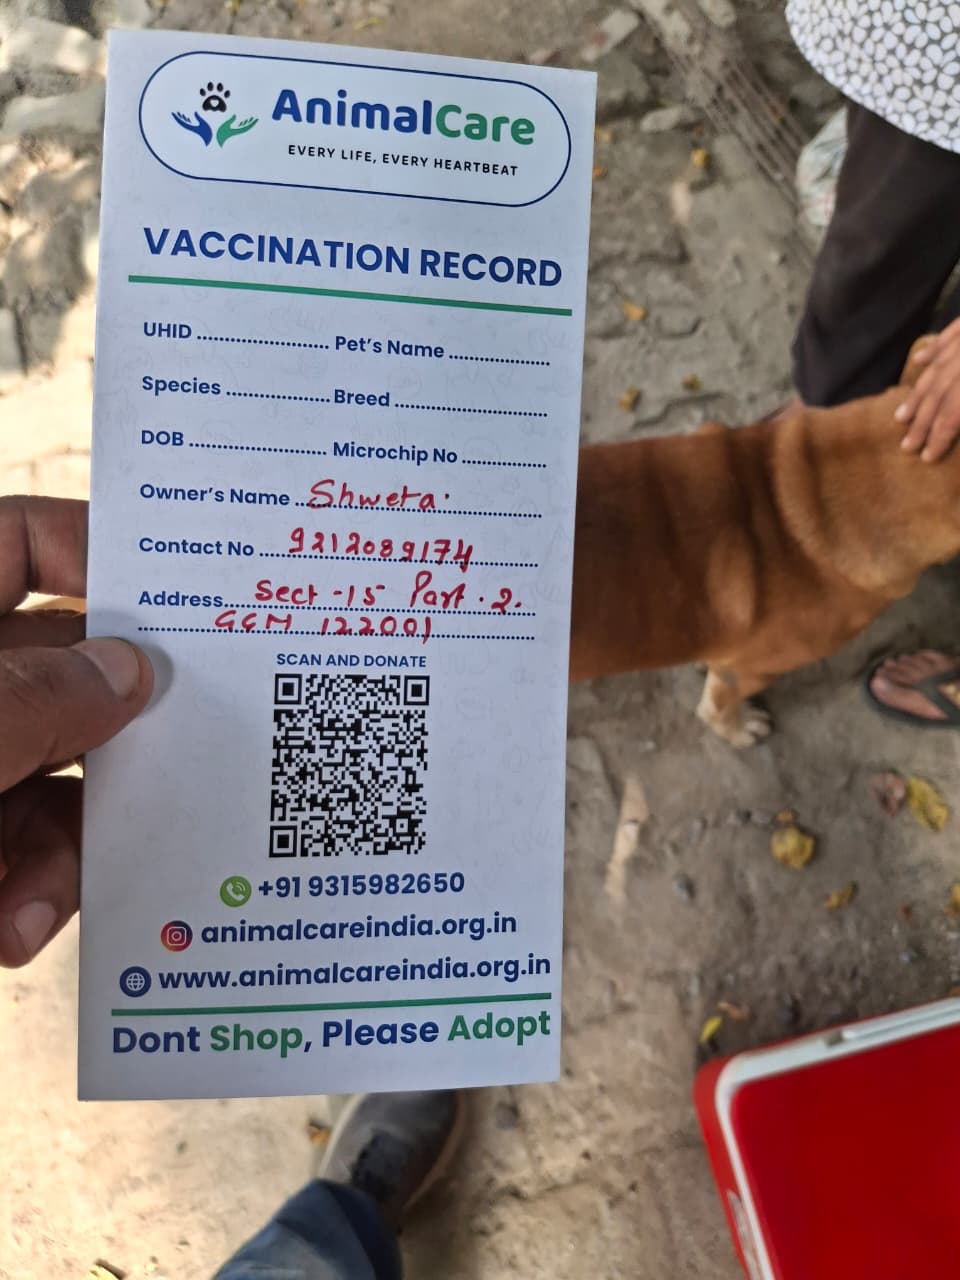 AnimalCare
EVERY LIFE, EVERY HEARTBEAT
VACCINATION RECORD
UHID ...................... Pet's Name .................
Species .................. Breed ..........................
DOB ........................ Microchip No ...............
Owner's Name ..Shweta.
Contact No ....9212089174
Address...Sect-15 Part.2.
GGM 122001
SCAN AND DONATE
+91 9315982650
animalcareindia.org.in
www.animalcareindia.org.in
Dont Shop, Please Adopt